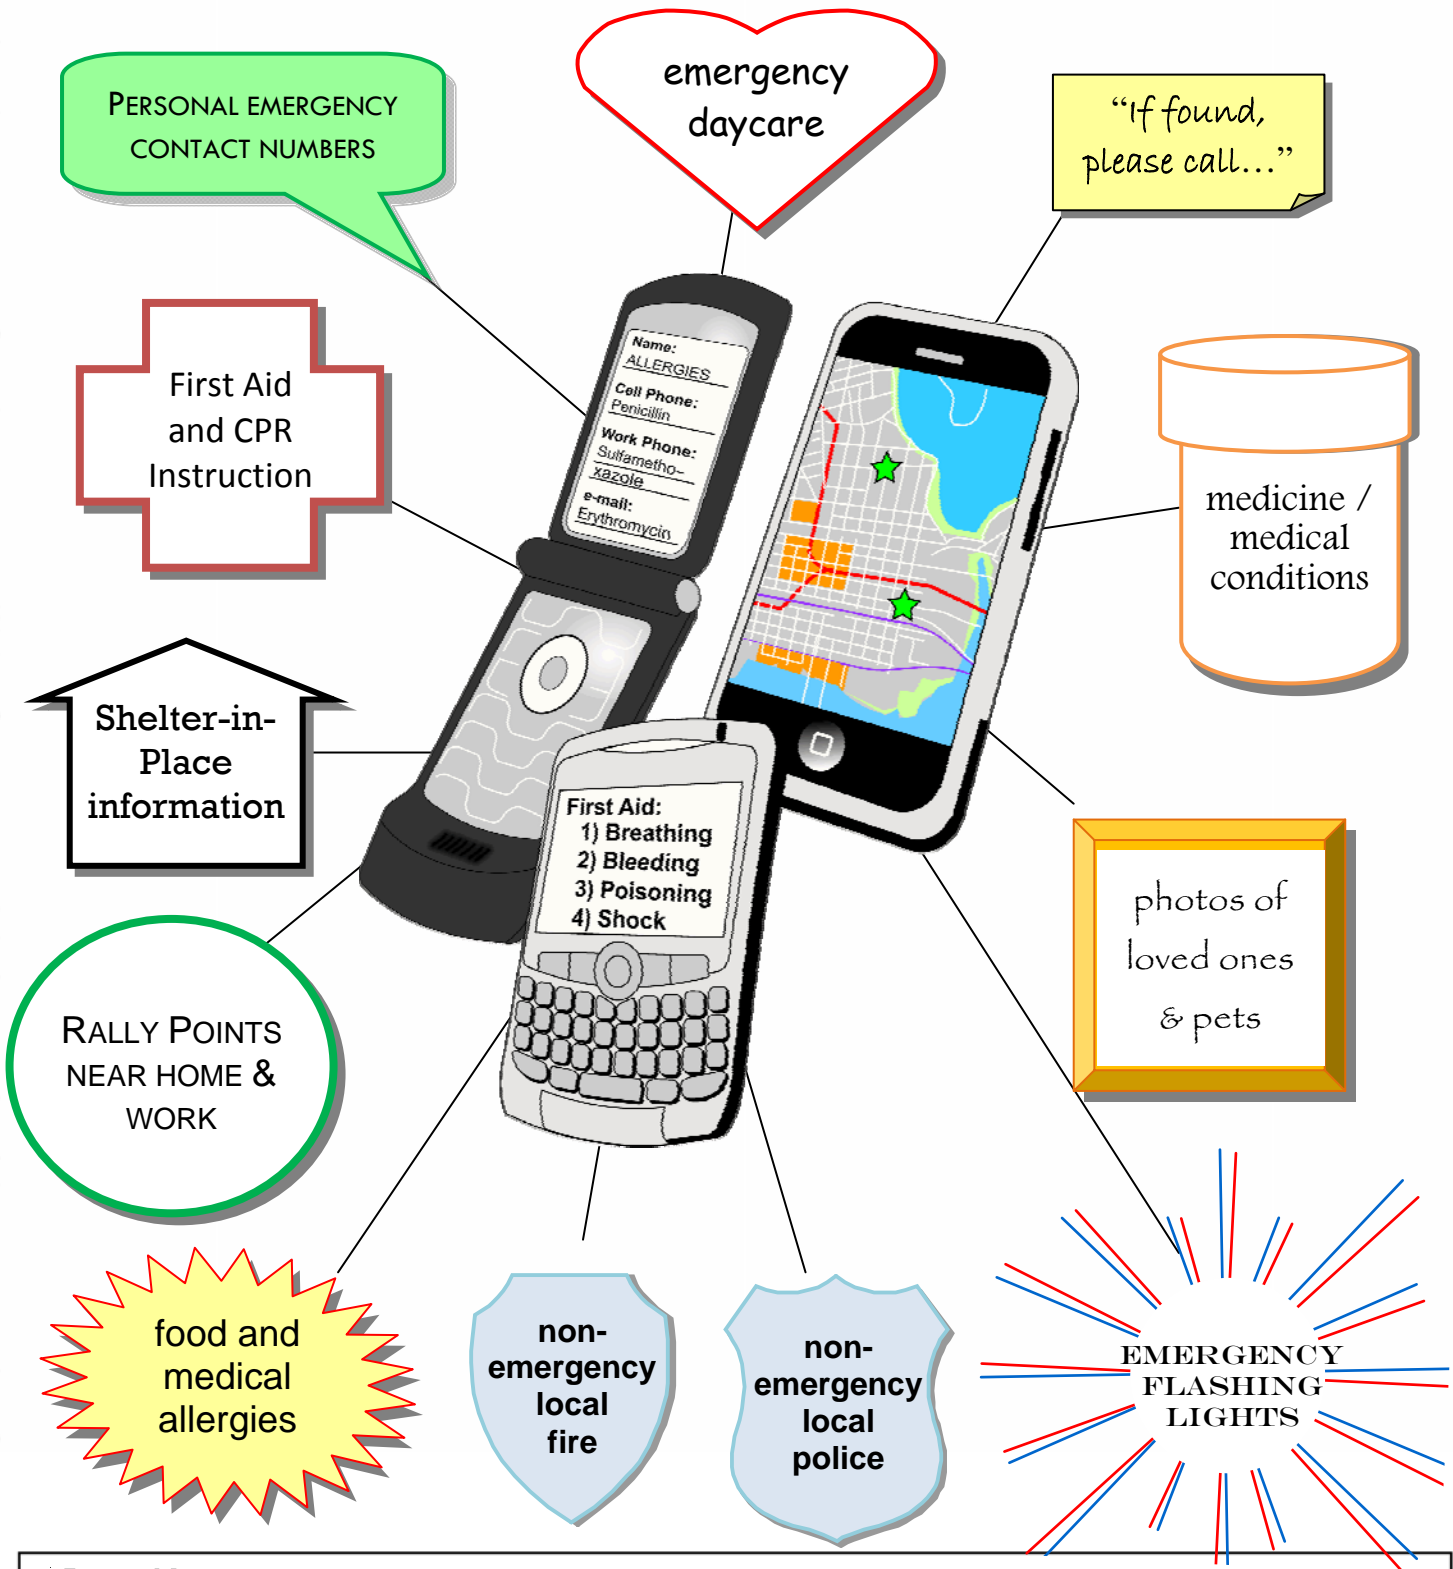 PERSONAL EMERGENCY
CONTACT NUMBERS
emergency
daycare
“If found,
please call…”
First Aid
and CPR
Instruction
Name:
ALLERGIES
Cell Phone:
Penicillin
Work Phone:
Sulfametho-
xazole
e-mail:
Erythromycin
medicine /
medical
conditions
Shelter-in-
Place
information
First Aid:
1) Breathing
2) Bleeding
3) Poisoning
4) Shock
photos of
loved ones
& pets
RALLY POINTS
NEAR HOME &
WORK
food and
medical
allergies
non-
emergency
local
fire
non-
emergency
local
police
EMERGENCY
FLASHING
LIGHTS